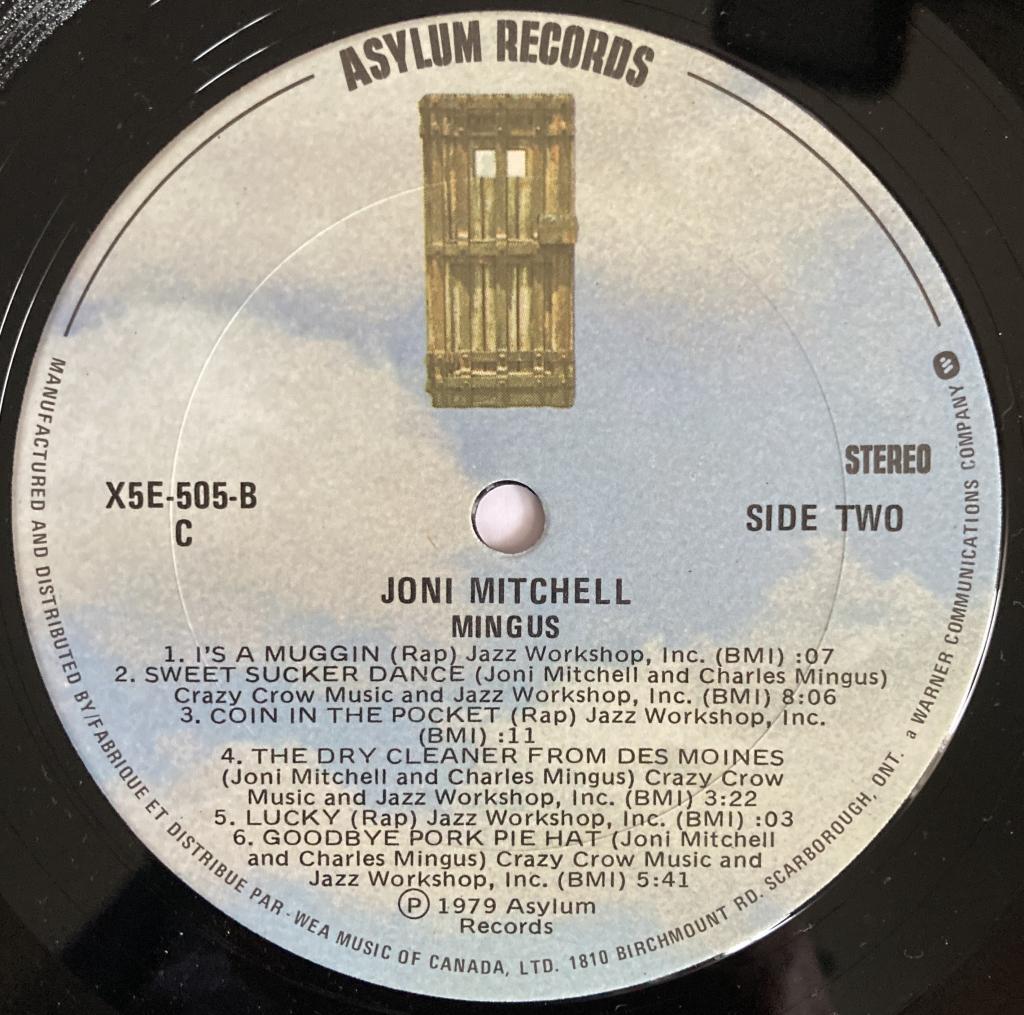 ASYLUM RECORDS
STEREO
X5E-505-B
C
SIDE TWO
JONI MITCHELL
MINGUS
1. I'S A MUGGIN (Rap) Jazz Workshop, Inc. (BMI) :07
2. SWEET SUCKER DANCE (Joni Mitchell and Charles Mingus)
Crazy Crow Music and Jazz Workshop, Inc. (BMI) 8:06
3. COIN IN THE POCKET (Rap) Jazz Workshop, Inc.
(BMI) :11
4. THE DRY CLEANER FROM DES MOINES
(Joni Mitchell and Charles Mingus) Crazy Crow
Music and Jazz Workshop, Inc. (BMI) 3:22
5. LUCKY (Rap) Jazz Workshop, Inc. (BMI) :03
6. GOODBYE PORK PIE HAT (Joni Mitchell
and Charles Mingus) Crazy Crow Music and
Jazz Workshop, Inc. (BMI) 5:41
Ⓟ 1979 Asylum
Records
MANUFACTURED AND DISTRIBUTED BY/FABRIQUE ET DISTRIBUE PAR-WEA MUSIC OF CANADA, LTD. 1810 BIRCHMOUNT RD. SCARBOROUGH, ONT. a WARNER COMMUNICATIONS COMPANY